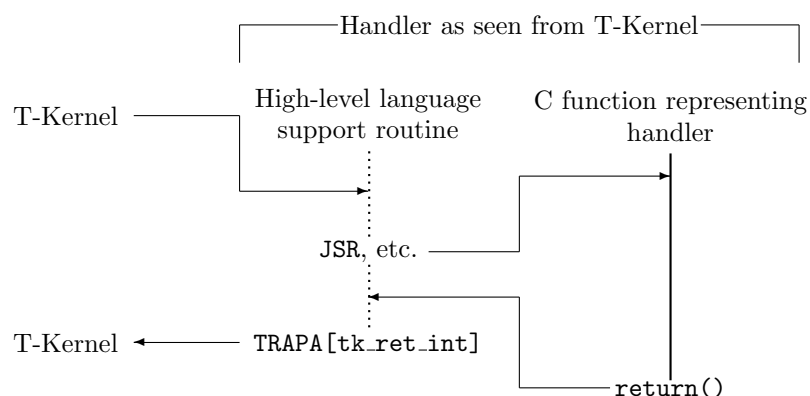 Handler as seen from T-Kernel
High-level language
support routine
C function representing
handler
T-Kernel
JSR, etc.
T-Kernel
TRAPA[tk_ret_int]
return()